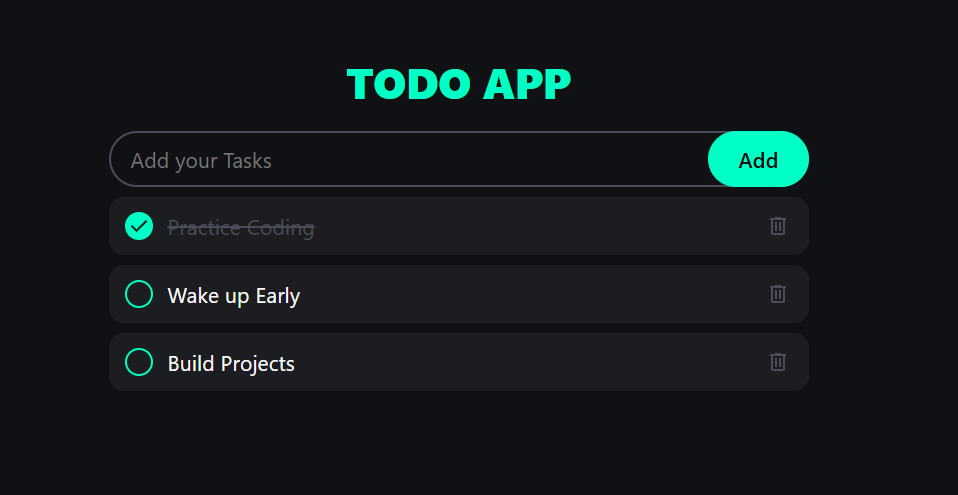 TODO APP
Add your Tasks
Add
Practice Coding
Wake up Early
Build Projects